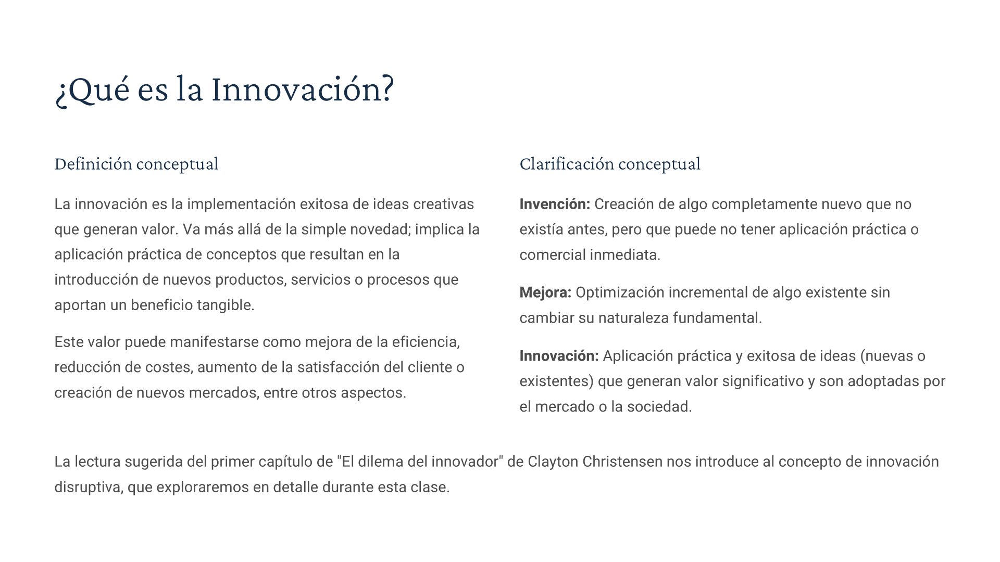 ¿Qué es la Innovación?
Definición conceptual
La innovación es la implementación exitosa de ideas creativas
que generan valor. Va más allá de la simple novedad; implica la
aplicación práctica de conceptos que resultan en la
introducción de nuevos productos, servicios o procesos que
aportan un beneficio tangible.
Este valor puede manifestarse como mejora de la eficiencia,
reducción de costes, aumento de la satisfacción del cliente o
creación de nuevos mercados, entre otros aspectos.
Clarificación conceptual
Invención: Creación de algo completamente nuevo que no
existía antes, pero que puede no tener aplicación práctica o
comercial inmediata.
Mejora: Optimización incremental de algo existente sin
cambiar su naturaleza fundamental.
Innovación: Aplicación práctica y exitosa de ideas (nuevas o
existentes) que generan valor significativo y son adoptadas por
el mercado o la sociedad.
La lectura sugerida del primer capítulo de "El dilema del innovador" de Clayton Christensen nos introduce al concepto de innovación
disruptiva, que exploraremos en detalle durante esta clase.